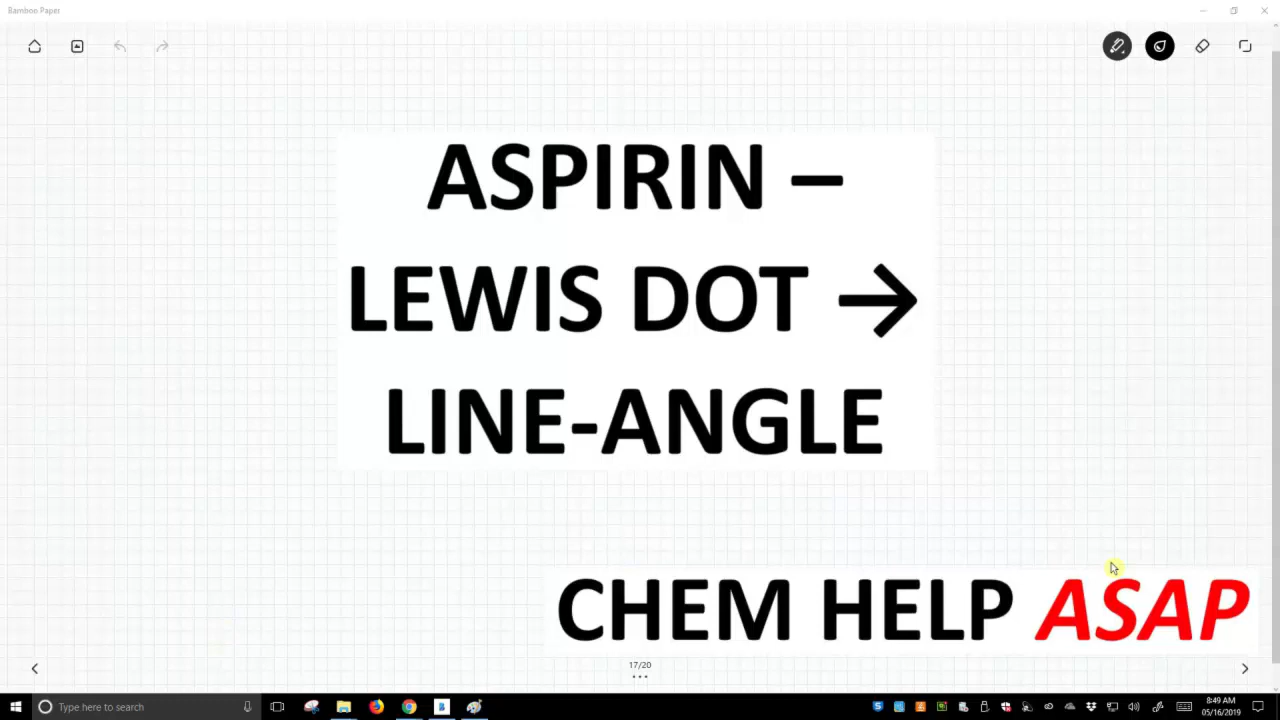 Bamboo Paper
ASPIRIN –
LEWIS DOT →
LINE-ANGLE
CHEM HELP ASAP
17/20
Type here to search
8:49 AM
05/16/2019